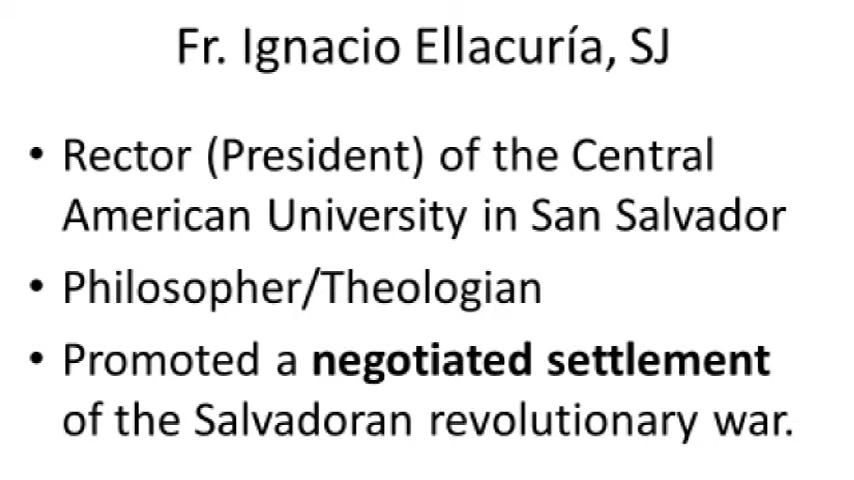 Fr. Ignacio Ellacuría, SJ
• Rector (President) of the Central
American University in San Salvador
• Philosopher/Theologian
• Promoted a negotiated settlement
of the Salvadoran revolutionary war.